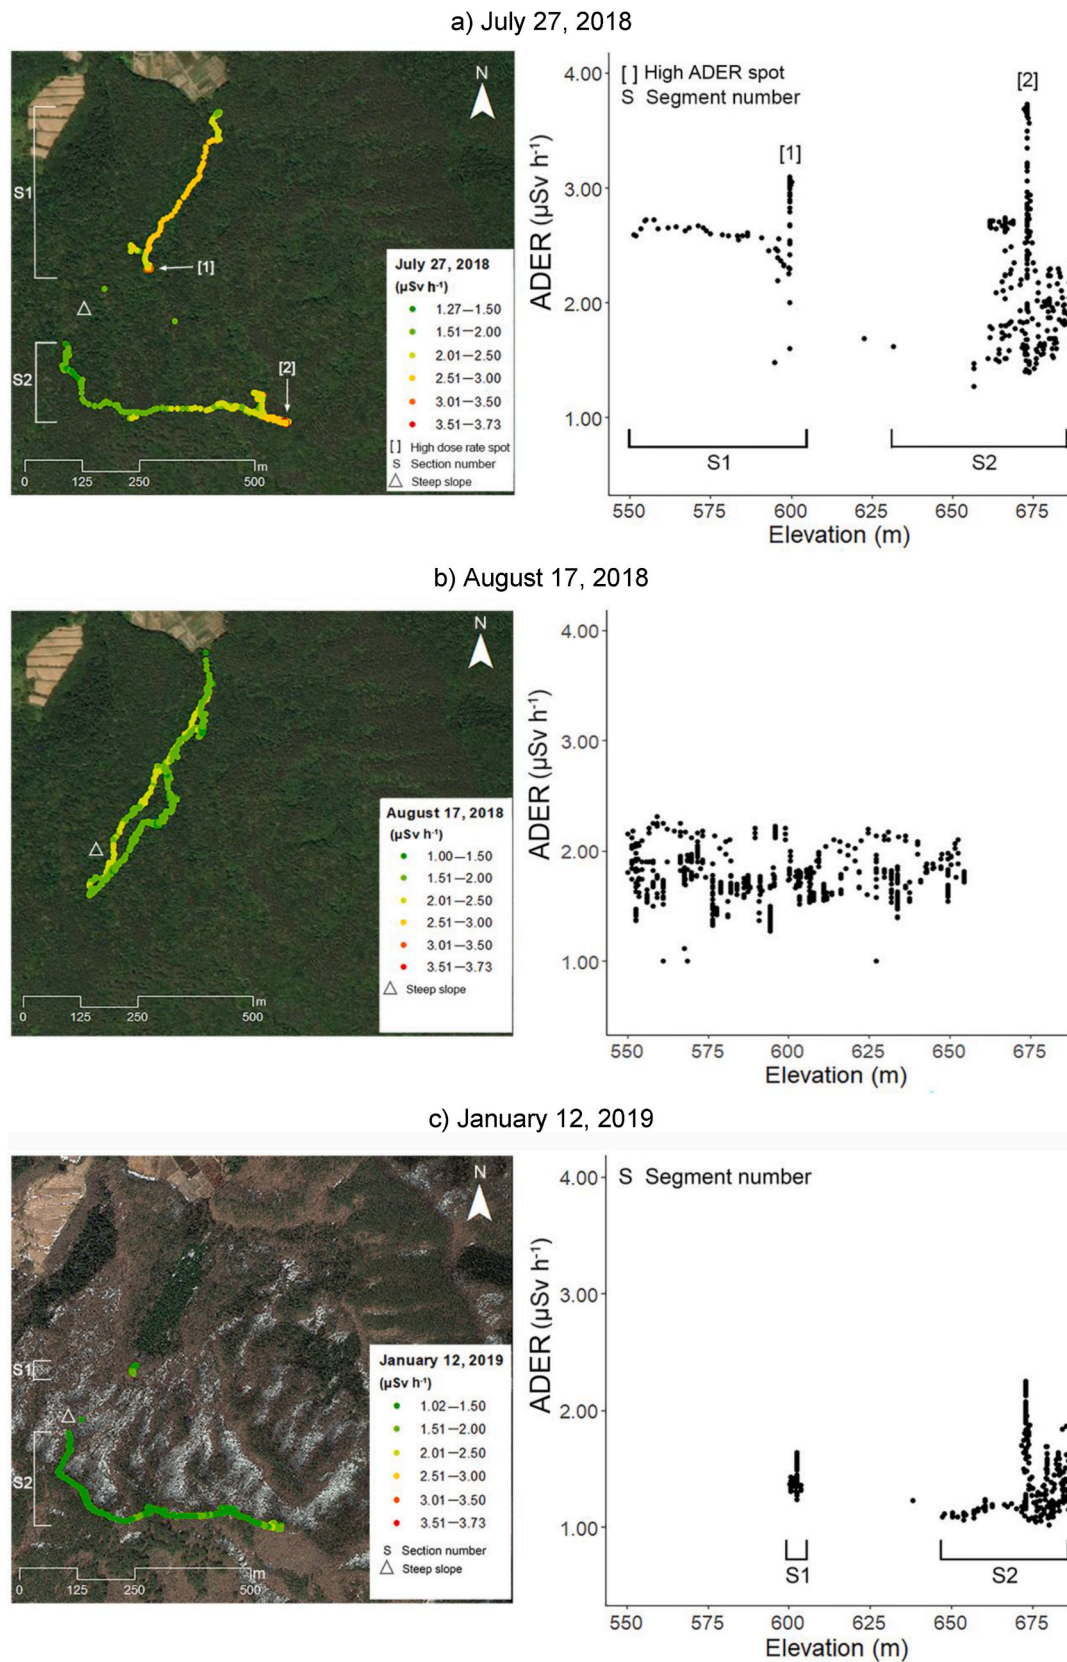 a) July 27, 2018
N
S1
[1]
S2
[2]
July 27, 2018
(µSv h-1)
1.27—1.50
1.51—2.00
2.01—2.50
2.51—3.00
3.01—3.50
3.51—3.73
[ ] High dose rate spot
S Section number
△ Steep slope
0 125 250 500 m
[ ] High ADER spot
S Segment number
[1]
[2]
ADER (µSv h-1)
4.00
3.00
2.00
1.00
S1
S2
550 575 600 625 650 675
Elevation (m)
b) August 17, 2018
N
August 17, 2018
(µSv h-1)
1.00—1.50
1.51—2.00
2.01—2.50
2.51—3.00
3.01—3.50
3.51—3.73
△ Steep slope
0 125 250 500 m
ADER (µSv h-1)
4.00
3.00
2.00
1.00
550 575 600 625 650 675
Elevation (m)
c) January 12, 2019
N
S1
S2
January 12, 2019
(µSv h-1)
1.02—1.50
1.51—2.00
2.01—2.50
2.51—3.00
3.01—3.50
3.51—3.73
S Section number
△ Steep slope
0 125 250 500 m
S Segment number
ADER (µSv h-1)
4.00
3.00
2.00
1.00
S1
S2
550 575 600 625 650 675
Elevation (m)